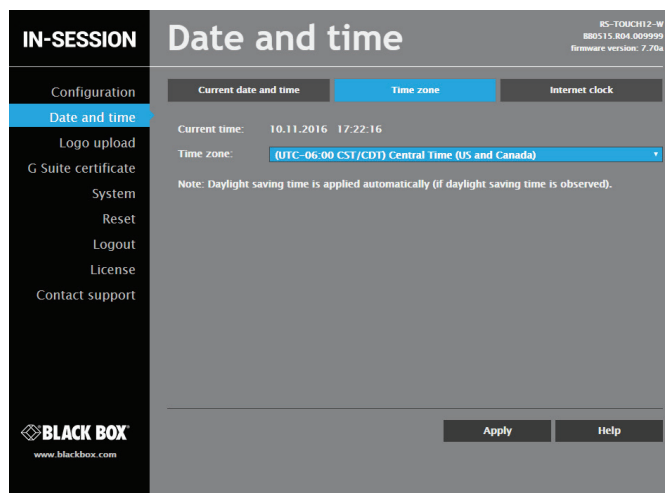 IN-SESSION
Date and time
RS-TOUCH12-W
880515.R04.009999
firmware version: 7.70a
Configuration
Date and time
Logo upload
G Suite certificate
System
Reset
Logout
License
Contact support
Current date and time
Time zone
Internet clock
Current time: 10.11.2016 17:22:16
Time zone: (UTC-06:00 CST/CDT) Central Time (US and Canada)
Note: Daylight saving time is applied automatically (if daylight saving time is observed).
Apply
Help
BLACK BOX®
www.blackbox.com